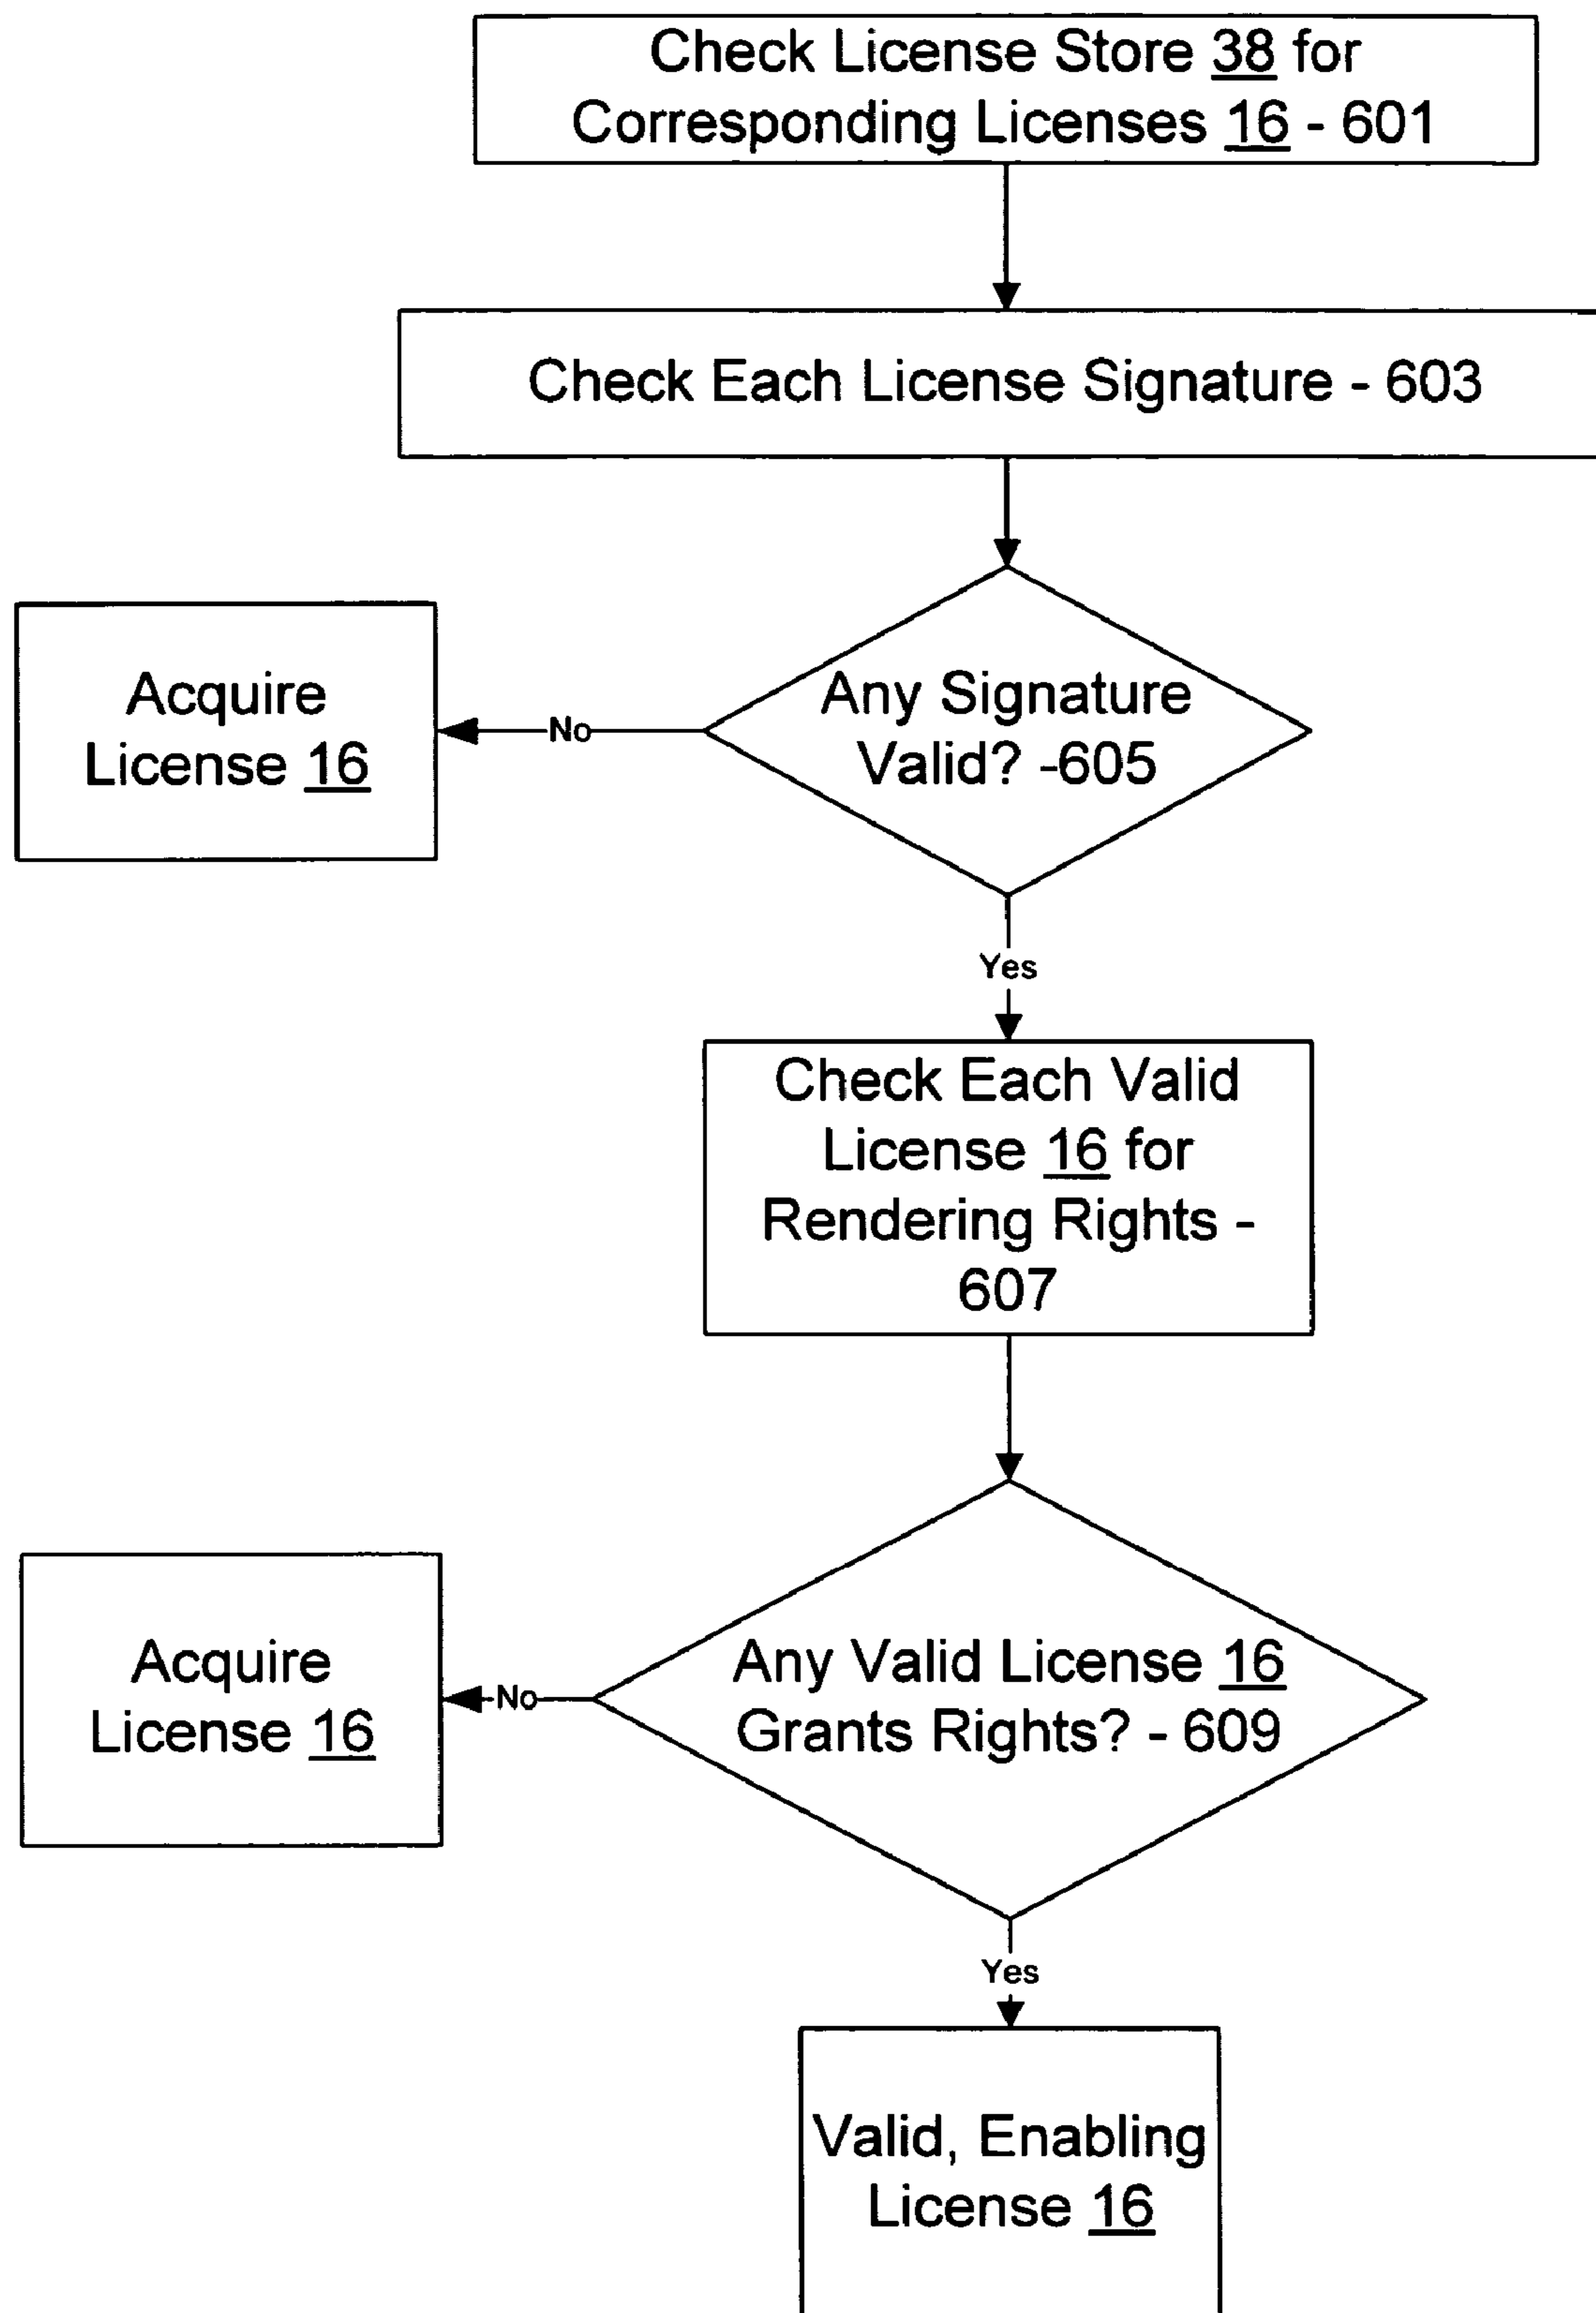 Check License Store 38 for
Corresponding Licenses 16 - 601
Check Each License Signature - 603
Any Signature
Valid? -605
No
Acquire
License 16
Yes
Check Each Valid
License 16 for
Rendering Rights -
607
Any Valid License 16
Grants Rights? - 609
No
Acquire
License 16
Yes
Valid, Enabling
License 16